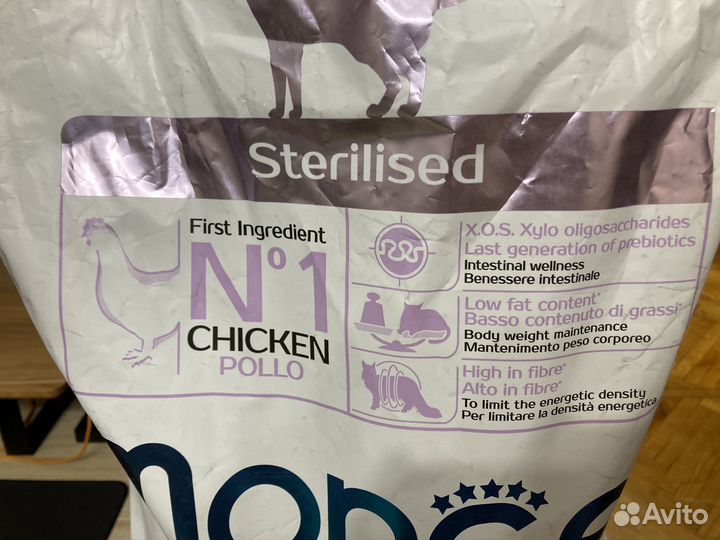 Sterilised
First Ingredient
N°1
CHICKEN
POLLO
X.O.S. Xylo oligosaccharides
Last generation of prebiotics
Intestinal wellness
Benessere intestinale
Low fat content*
Basso contenuto di grassi*
Body weight maintenance
Mantenimento peso corporeo
High in fibre*
Alto in fibre*
To limit the energetic density
Per limitare la densità energetica
Avito